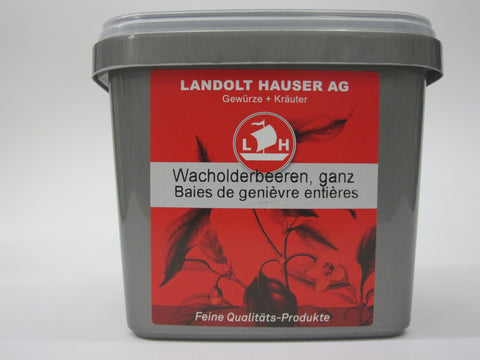 LANDOLT HAUSER AG
Gewürze + Kräuter
L H
Wacholderbeeren, ganz
Baies de genièvre entières
Feine Qualitäts-Produkte